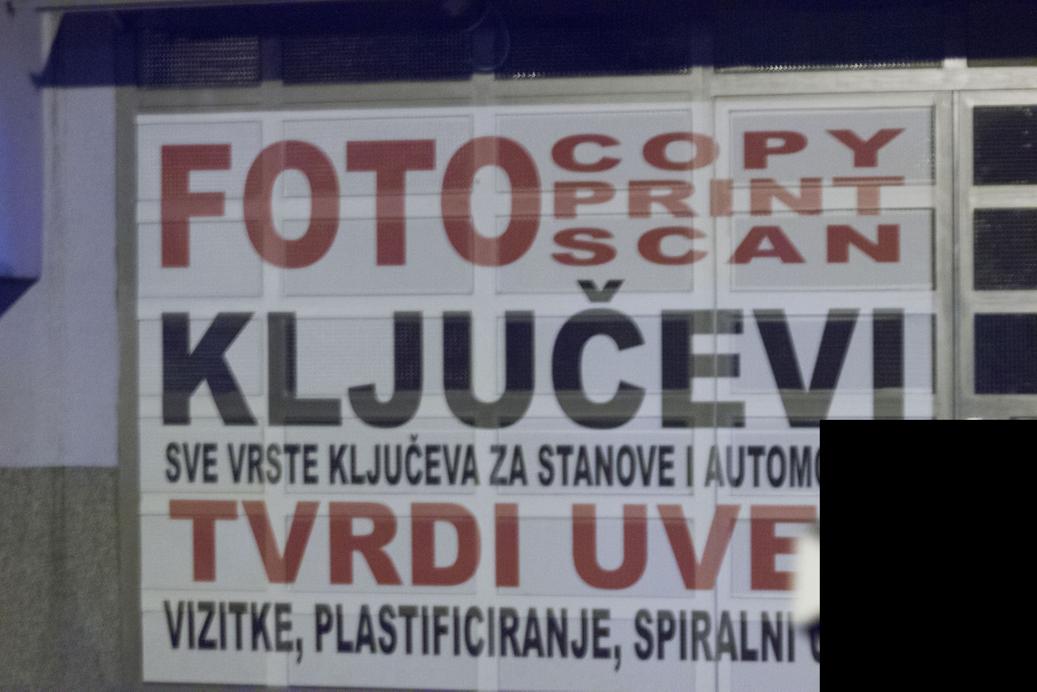 FOTO COPY
PRINT
SCAN
KLJUČEVI
SVE VRSTE KLJUČEVA ZA STANOVE I
TVRDI
VIZITKE, PLASTIFICIRANJE, SPIRALNI